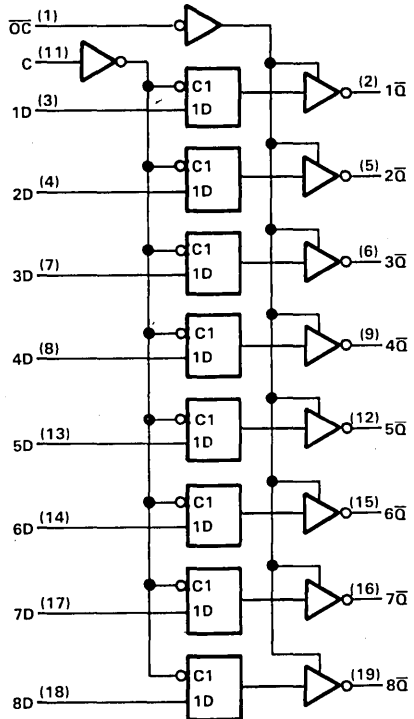 O̅C̅ (1)
C (11)
C1
1D (3) 1D (2) 1Q̅
C1
2D (4) 1D (5) 2Q̅
C1
3D (7) 1D (6) 3Q̅
C1
4D (8) 1D (9) 4Q̅
C1
5D (13) 1D (12) 5Q̅
C1
6D (14) 1D (15) 6Q̅
C1
7D (17) 1D (16) 7Q̅
C1
8D (18) 1D (19) 8Q̅